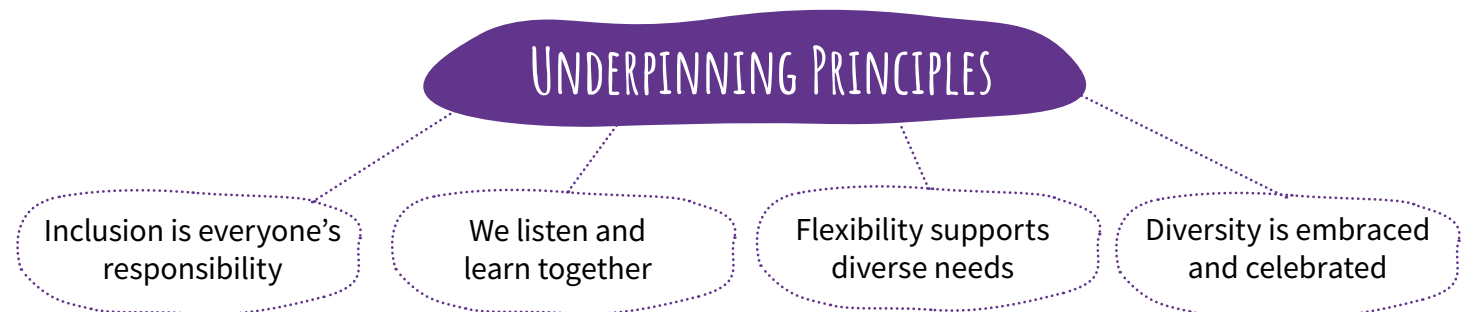 Underpinning Principles
Inclusion is everyone’s
responsibility
We listen and
learn together
Flexibility supports
diverse needs
Diversity is embraced
and celebrated